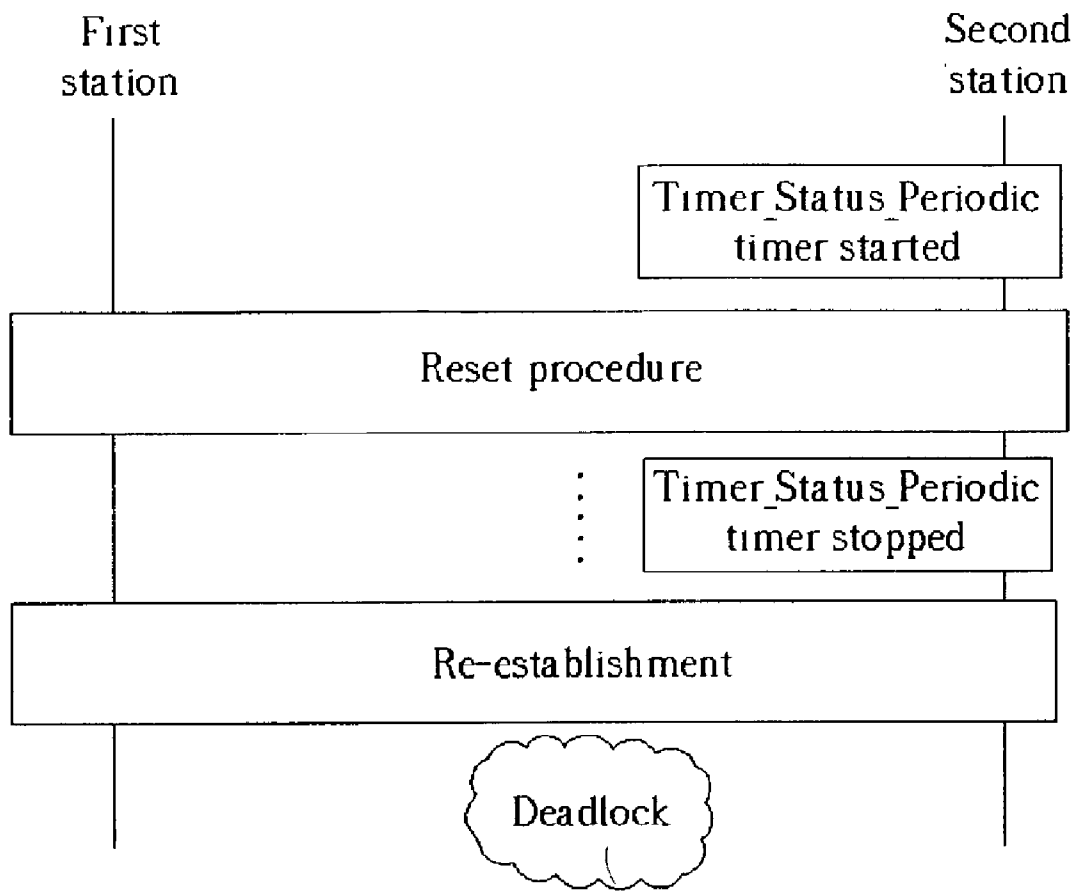 First
station
Second
station
Timer_Status_Periodic
timer started
Reset procedure
Timer_Status_Periodic
timer stopped
Re-establishment
Deadlock